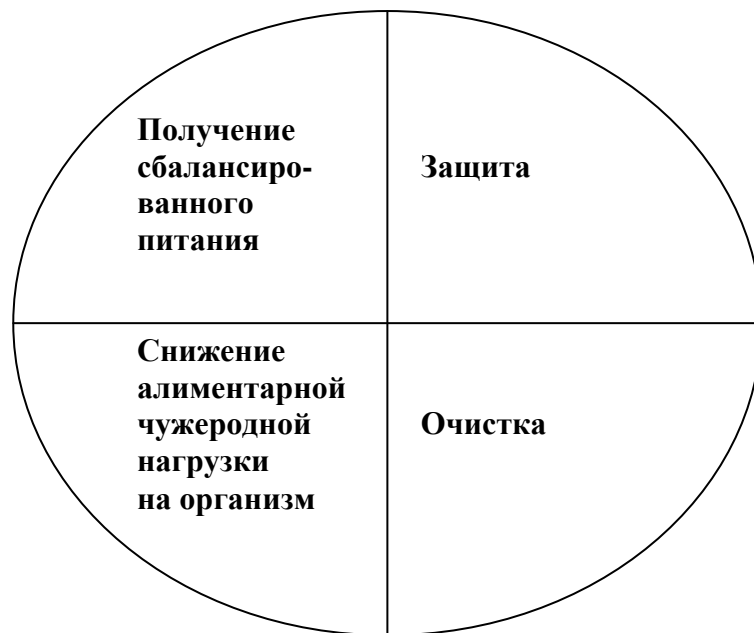 Получение
сбалансиро-
ванного
питания
Защита
Снижение
алиментарной
чужеродной
нагрузки
на организм
Очистка